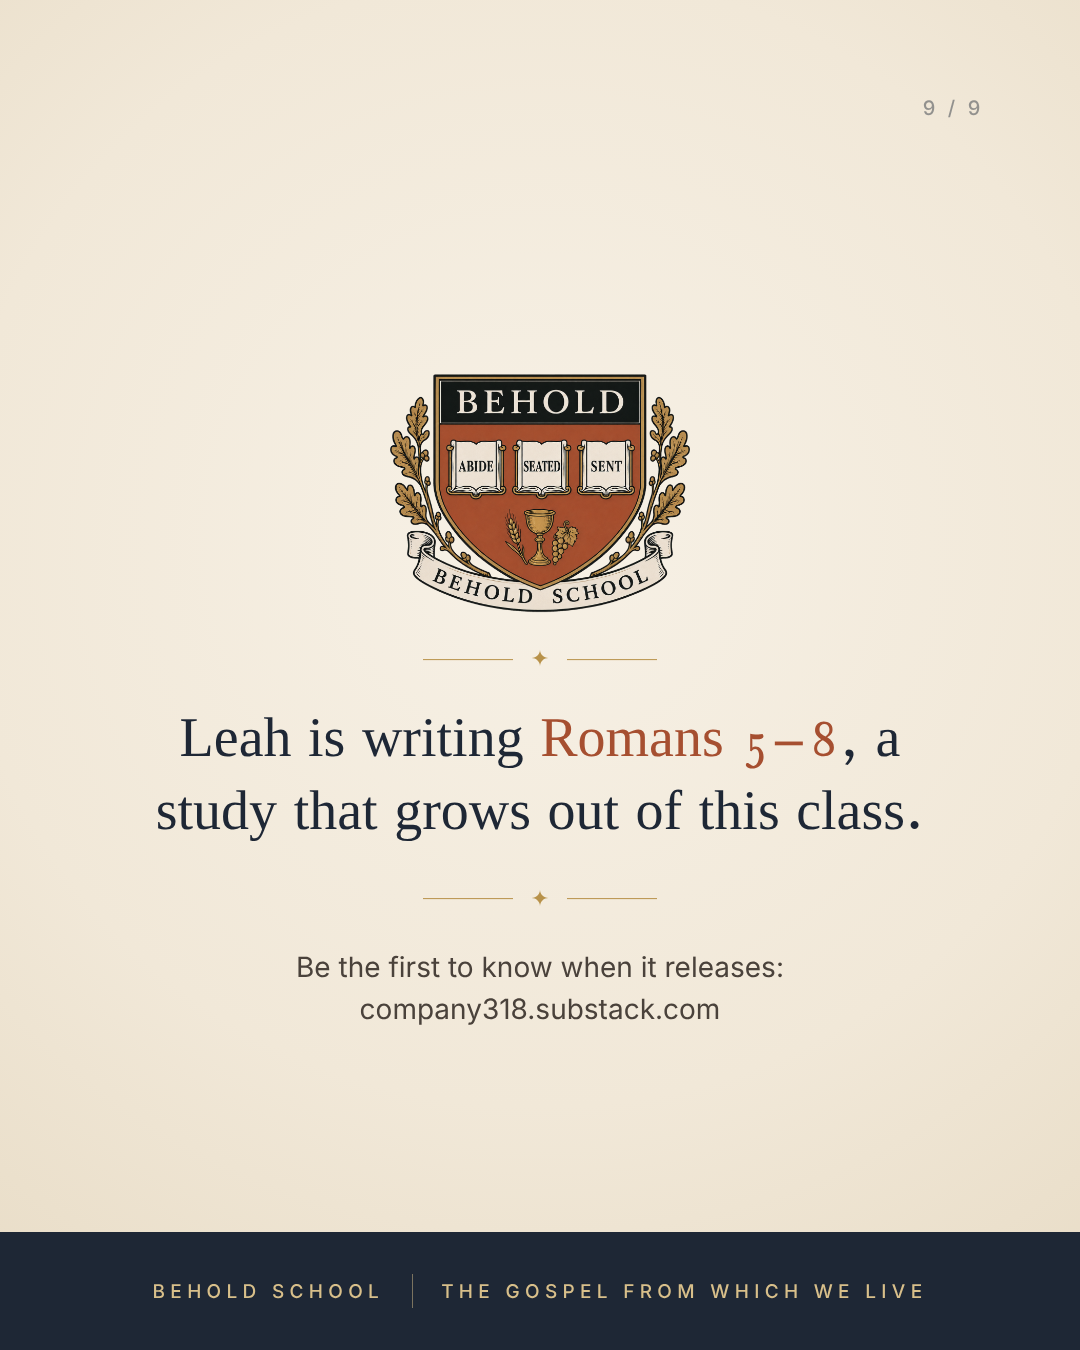 9 / 9
BEHOLD
ABIDE SEATED SENT
BEHOLD SCHOOL
Leah is writing Romans 5–8, a
study that grows out of this class.
Be the first to know when it releases:
company318.substack.com
BEHOLD SCHOOL | THE GOSPEL FROM WHICH WE LIVE